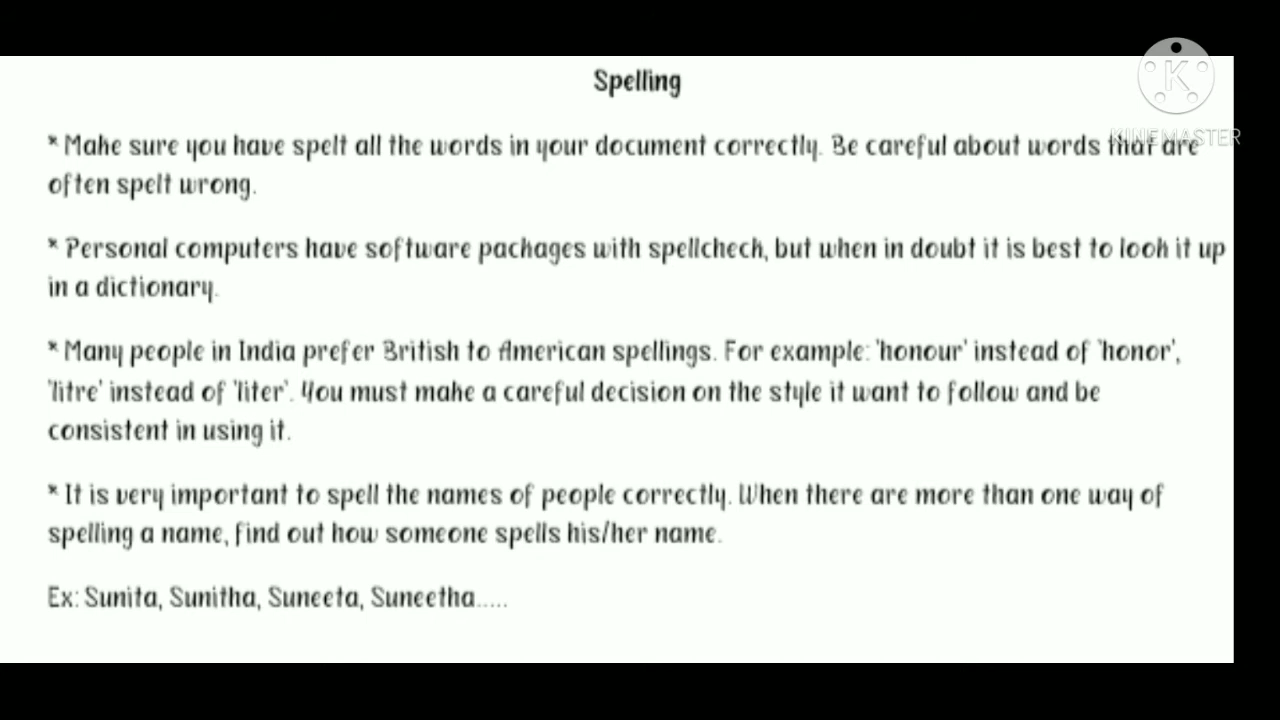 Spelling
* Make sure you have spelt all the words in your document correctly. Be careful about words that are
often spelt wrong.
* Personal computers have software packages with spellcheck, but when in doubt it is best to look it up
in a dictionary.
* Many people in India prefer British to American spellings. For example: 'honour' instead of 'honor',
'litre' instead of 'liter'. You must make a careful decision on the style it want to follow and be
consistent in using it.
* It is very important to spell the names of people correctly. When there are more than one way of
spelling a name, find out how someone spells his/her name.
Ex: Sunita, Sunitha, Suneeta, Suneetha.....
K
KINEMASTER